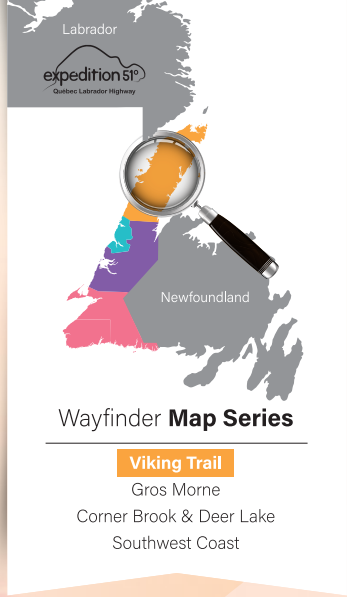 Labrador
expedition 51º
Québec Labrador Highway
Newfoundland
Wayfinder Map Series
Viking Trail
Gros Morne
Corner Brook & Deer Lake
Southwest Coast